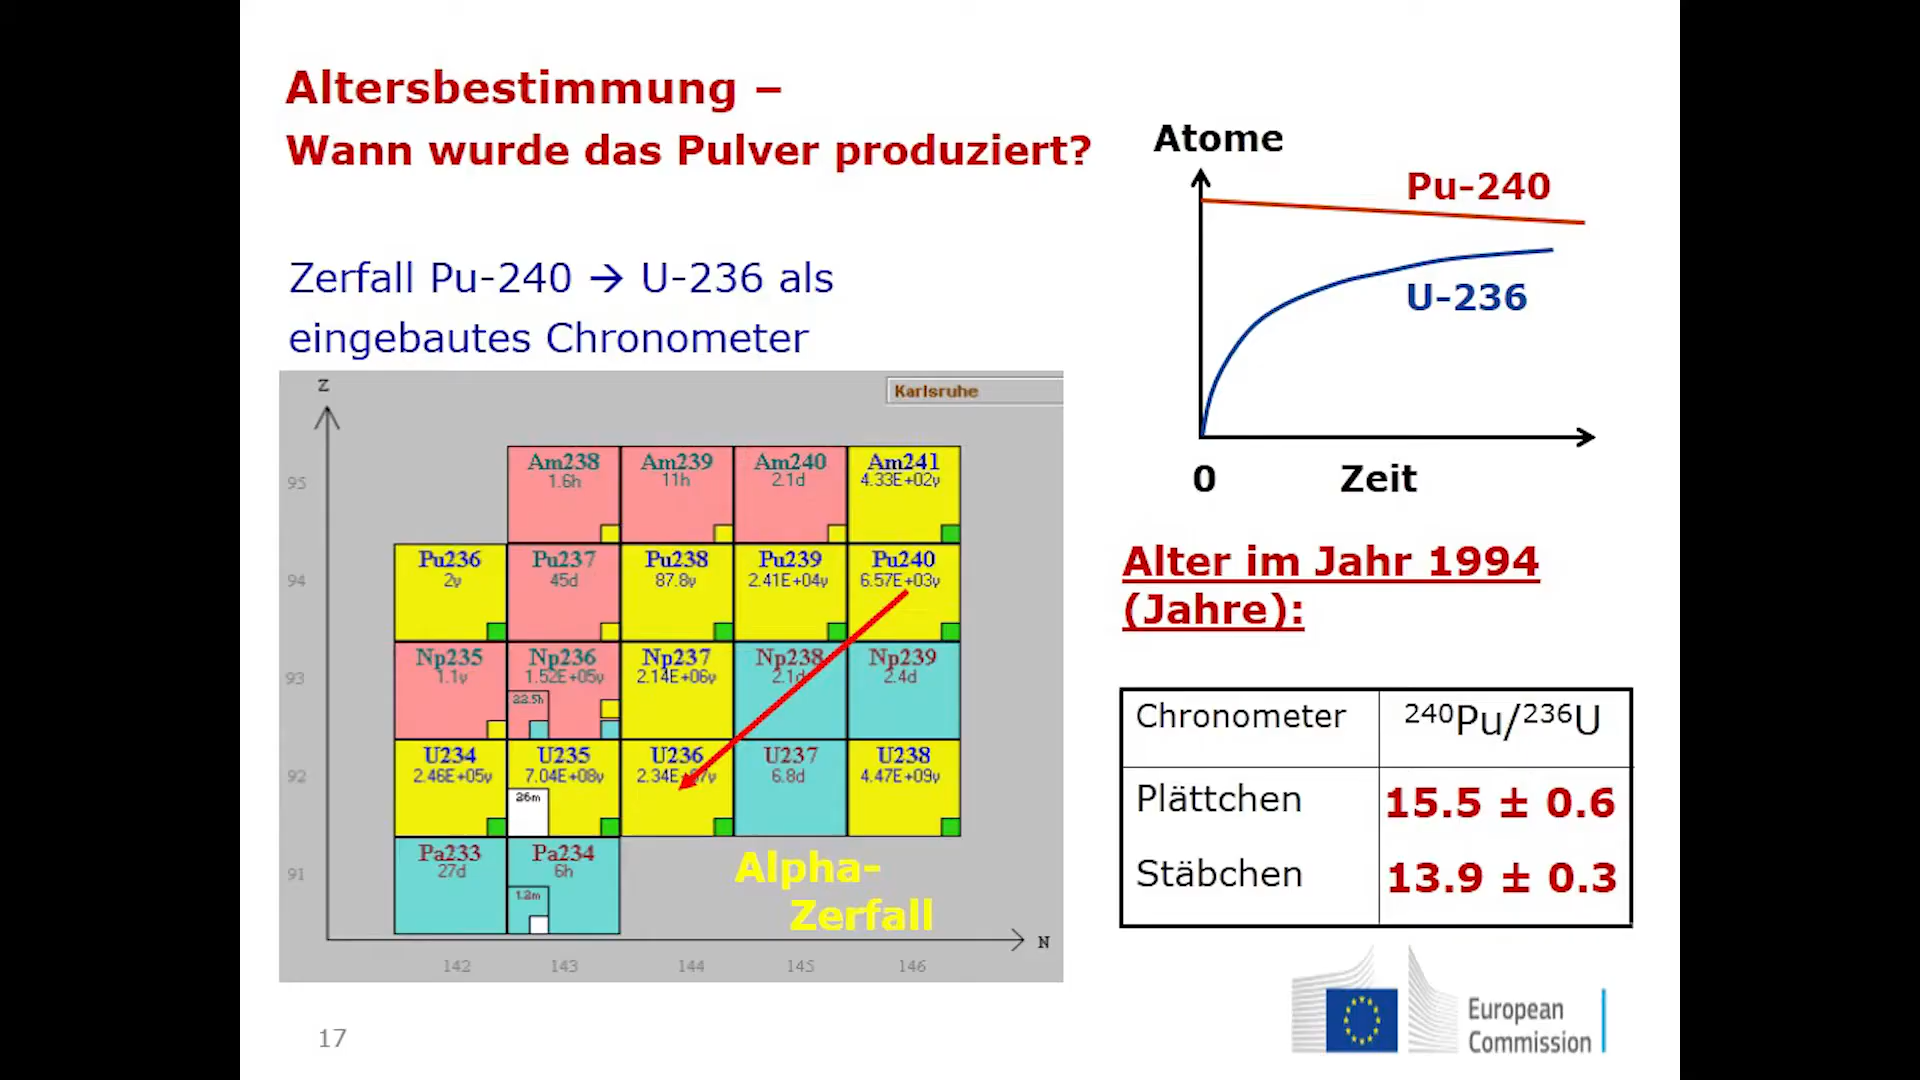 Altersbestimmung –
Wann wurde das Pulver produziert?
Zerfall Pu-240 → U-236 als
eingebautes Chronometer
Z
Karlsruhe
95
Am238
1.6h
Am239
11h
Am240
2.1d
Am241
4.33E+02y
94
Pu236
2y
Pu237
45d
Pu238
87.8y
Pu239
2.41E+04y
Pu240
6.57E+03y
93
Np235
1.1y
Np236
1.52E+05y
22.5h
Np237
2.14E+06y
Np238
2.1d
Np239
2.4d
92
U234
2.46E+05y
U235
7.04E+08y
26m
U236
2.34E+07y
U237
6.8d
U238
4.47E+09y
91
Pa233
27d
Pa234
6h
1.2m
Alpha-
Zerfall
N
142 143 144 145 146
Atome
Pu-240
U-236
0 Zeit
Alter im Jahr 1994
(Jahre):
Chronometer ²⁴⁰Pu/²³⁶U
Plättchen 15.5 ± 0.6
Stäbchen 13.9 ± 0.3
European
Commission
17